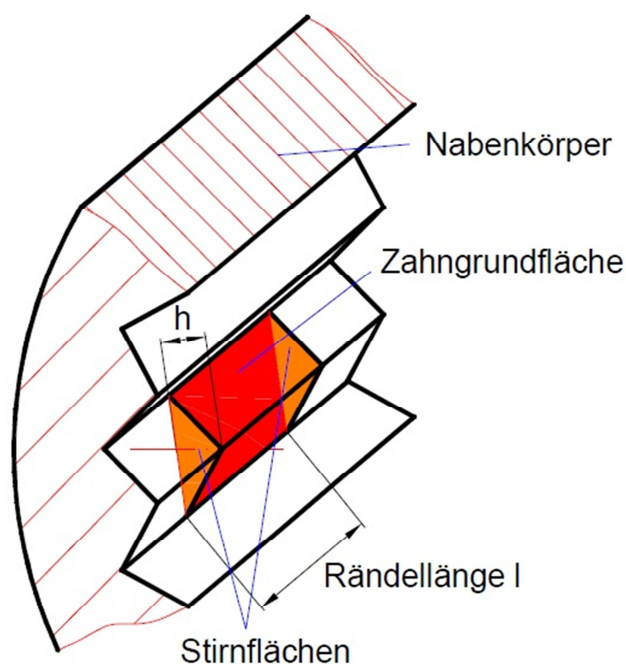 Nabenkörper
Zahngrundfläche
h
Rändellänge l
Stirnflächen